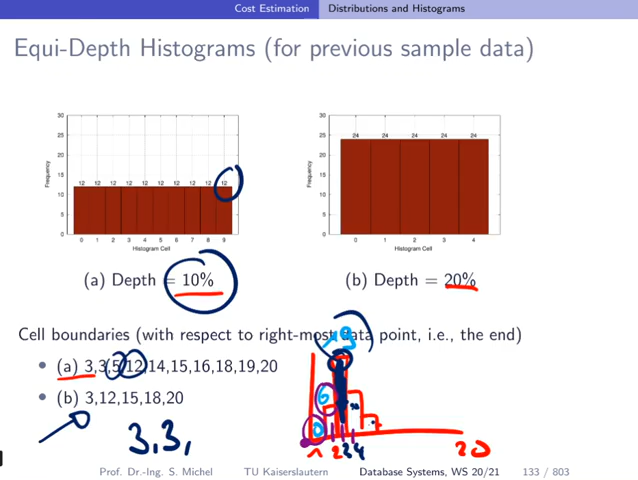 Cost Estimation Distributions and Histograms
Equi-Depth Histograms (for previous sample data)
30
25
20
15
10
5
0
Frequency
12 12 12 12 12 12 12 12 12 12
0 1 2 3 4 5 6 7 8 9
Histogram Cell
30
25
20
15
10
5
0
Frequency
24 24 24 24 24
0 1 2 3 4
Histogram Cell
(a) Depth = 10%
(b) Depth = 20%
Cell boundaries (with respect to right-most data point, i.e., the end)
(a) 3,3,5,12,14,15,16,18,19,20
(b) 3,12,15,18,20
3,3,
1 2 3 4 20
Prof. Dr.-Ing. S. Michel TU Kaiserslautern Database Systems, WS 20/21 133 / 803